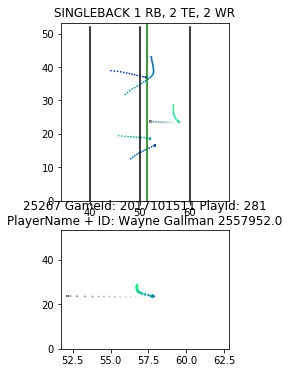 SINGLEBACK 1 RB, 2 TE, 2 WR
50
40
30
20
10
0
40 50 60
25267 GameId: 2017101511 PlayId: 281
PlayerName + ID: Wayne Gallman 2557952.0
40
20
0
52.5 55.0 57.5 60.0 62.5